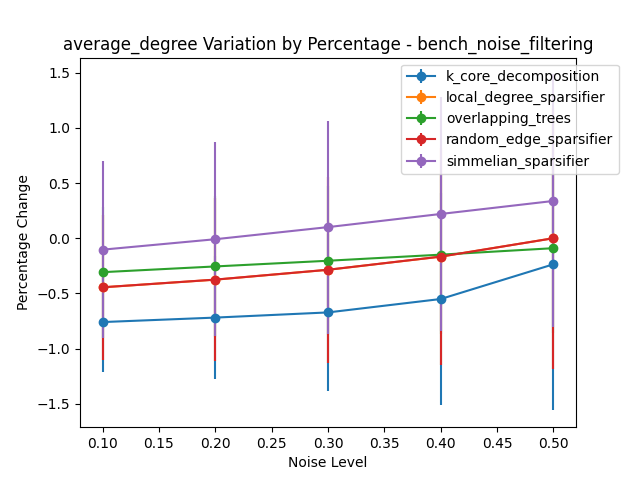 average_degree Variation by Percentage - bench_noise_filtering
k_core_decomposition
local_degree_sparsifier
overlapping_trees
random_edge_sparsifier
simmelian_sparsifier
1.5
1.0
0.5
0.0
−0.5
−1.0
−1.5
Percentage Change
0.10 0.15 0.20 0.25 0.30 0.35 0.40 0.45 0.50
Noise Level